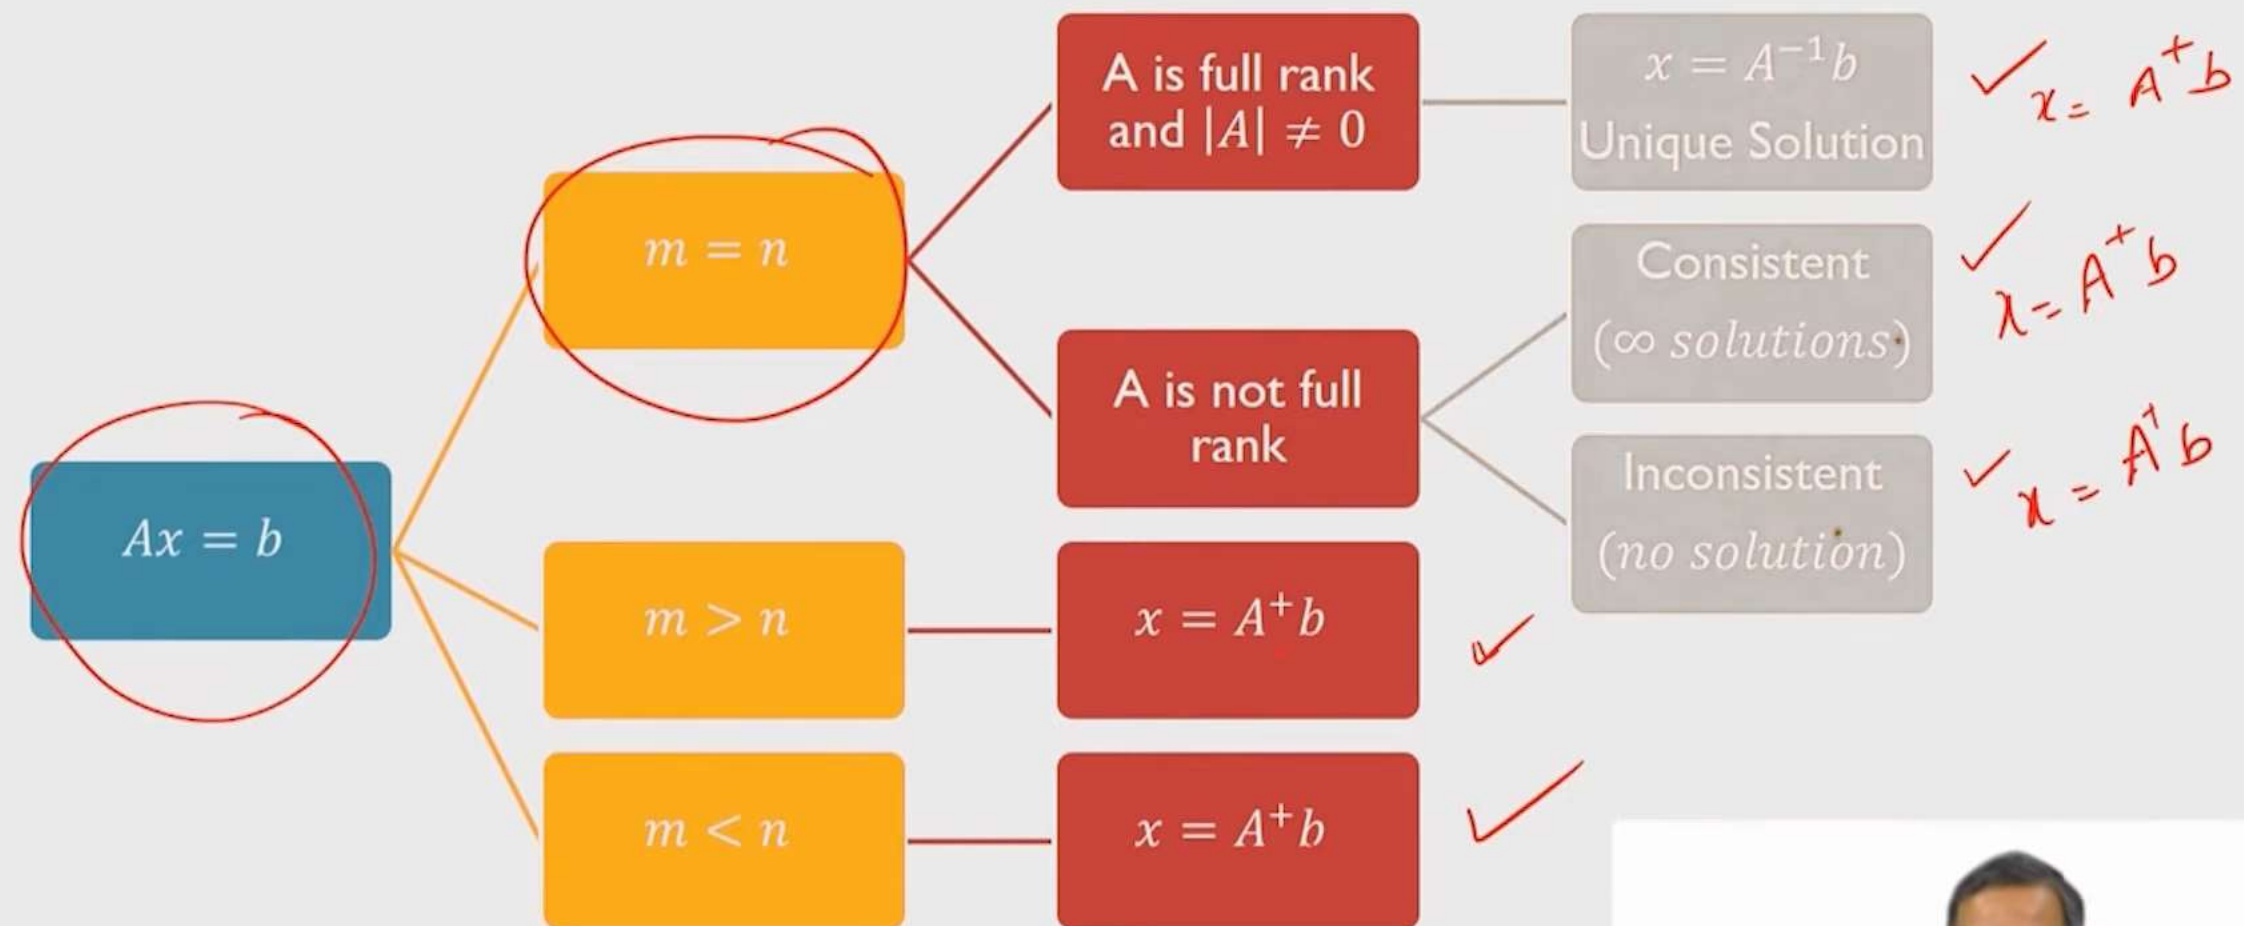 A is full rank
and |A| ≠ 0
x = A⁻¹b
Unique Solution
x = A⁺b
m = n
Consistent
(∞ solutions)
x = A⁺b
A is not full
rank
Inconsistent
(no solution)
x = A⁺b
Ax = b
m > n
x = A⁺b
m < n
x = A⁺b